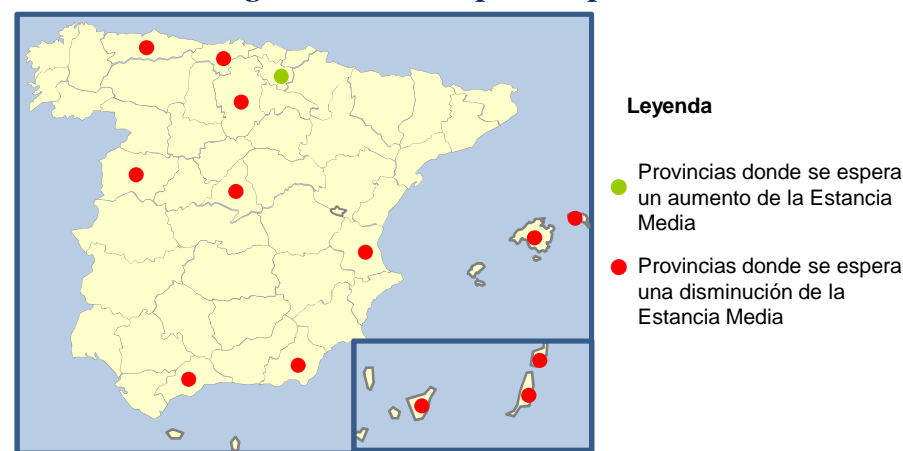 Leyenda
Provincias donde se espera
un aumento de la Estancia
Media
Provincias donde se espera
una disminución de la
Estancia Media